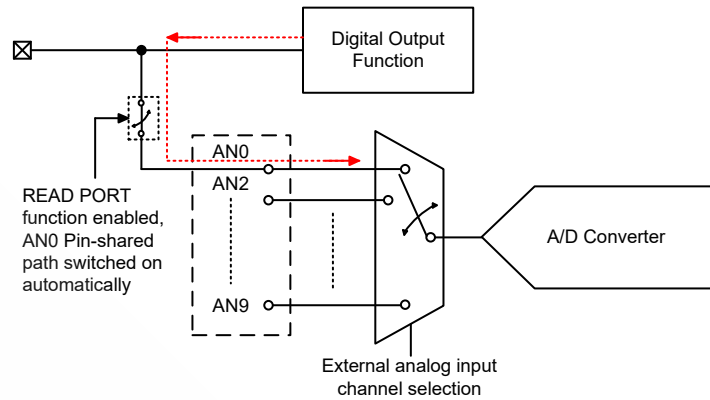 Digital Output
Function
AN0
AN2
AN9
READ PORT
function enabled,
AN0 Pin-shared
path switched on
automatically
A/D Converter
External analog input
channel selection